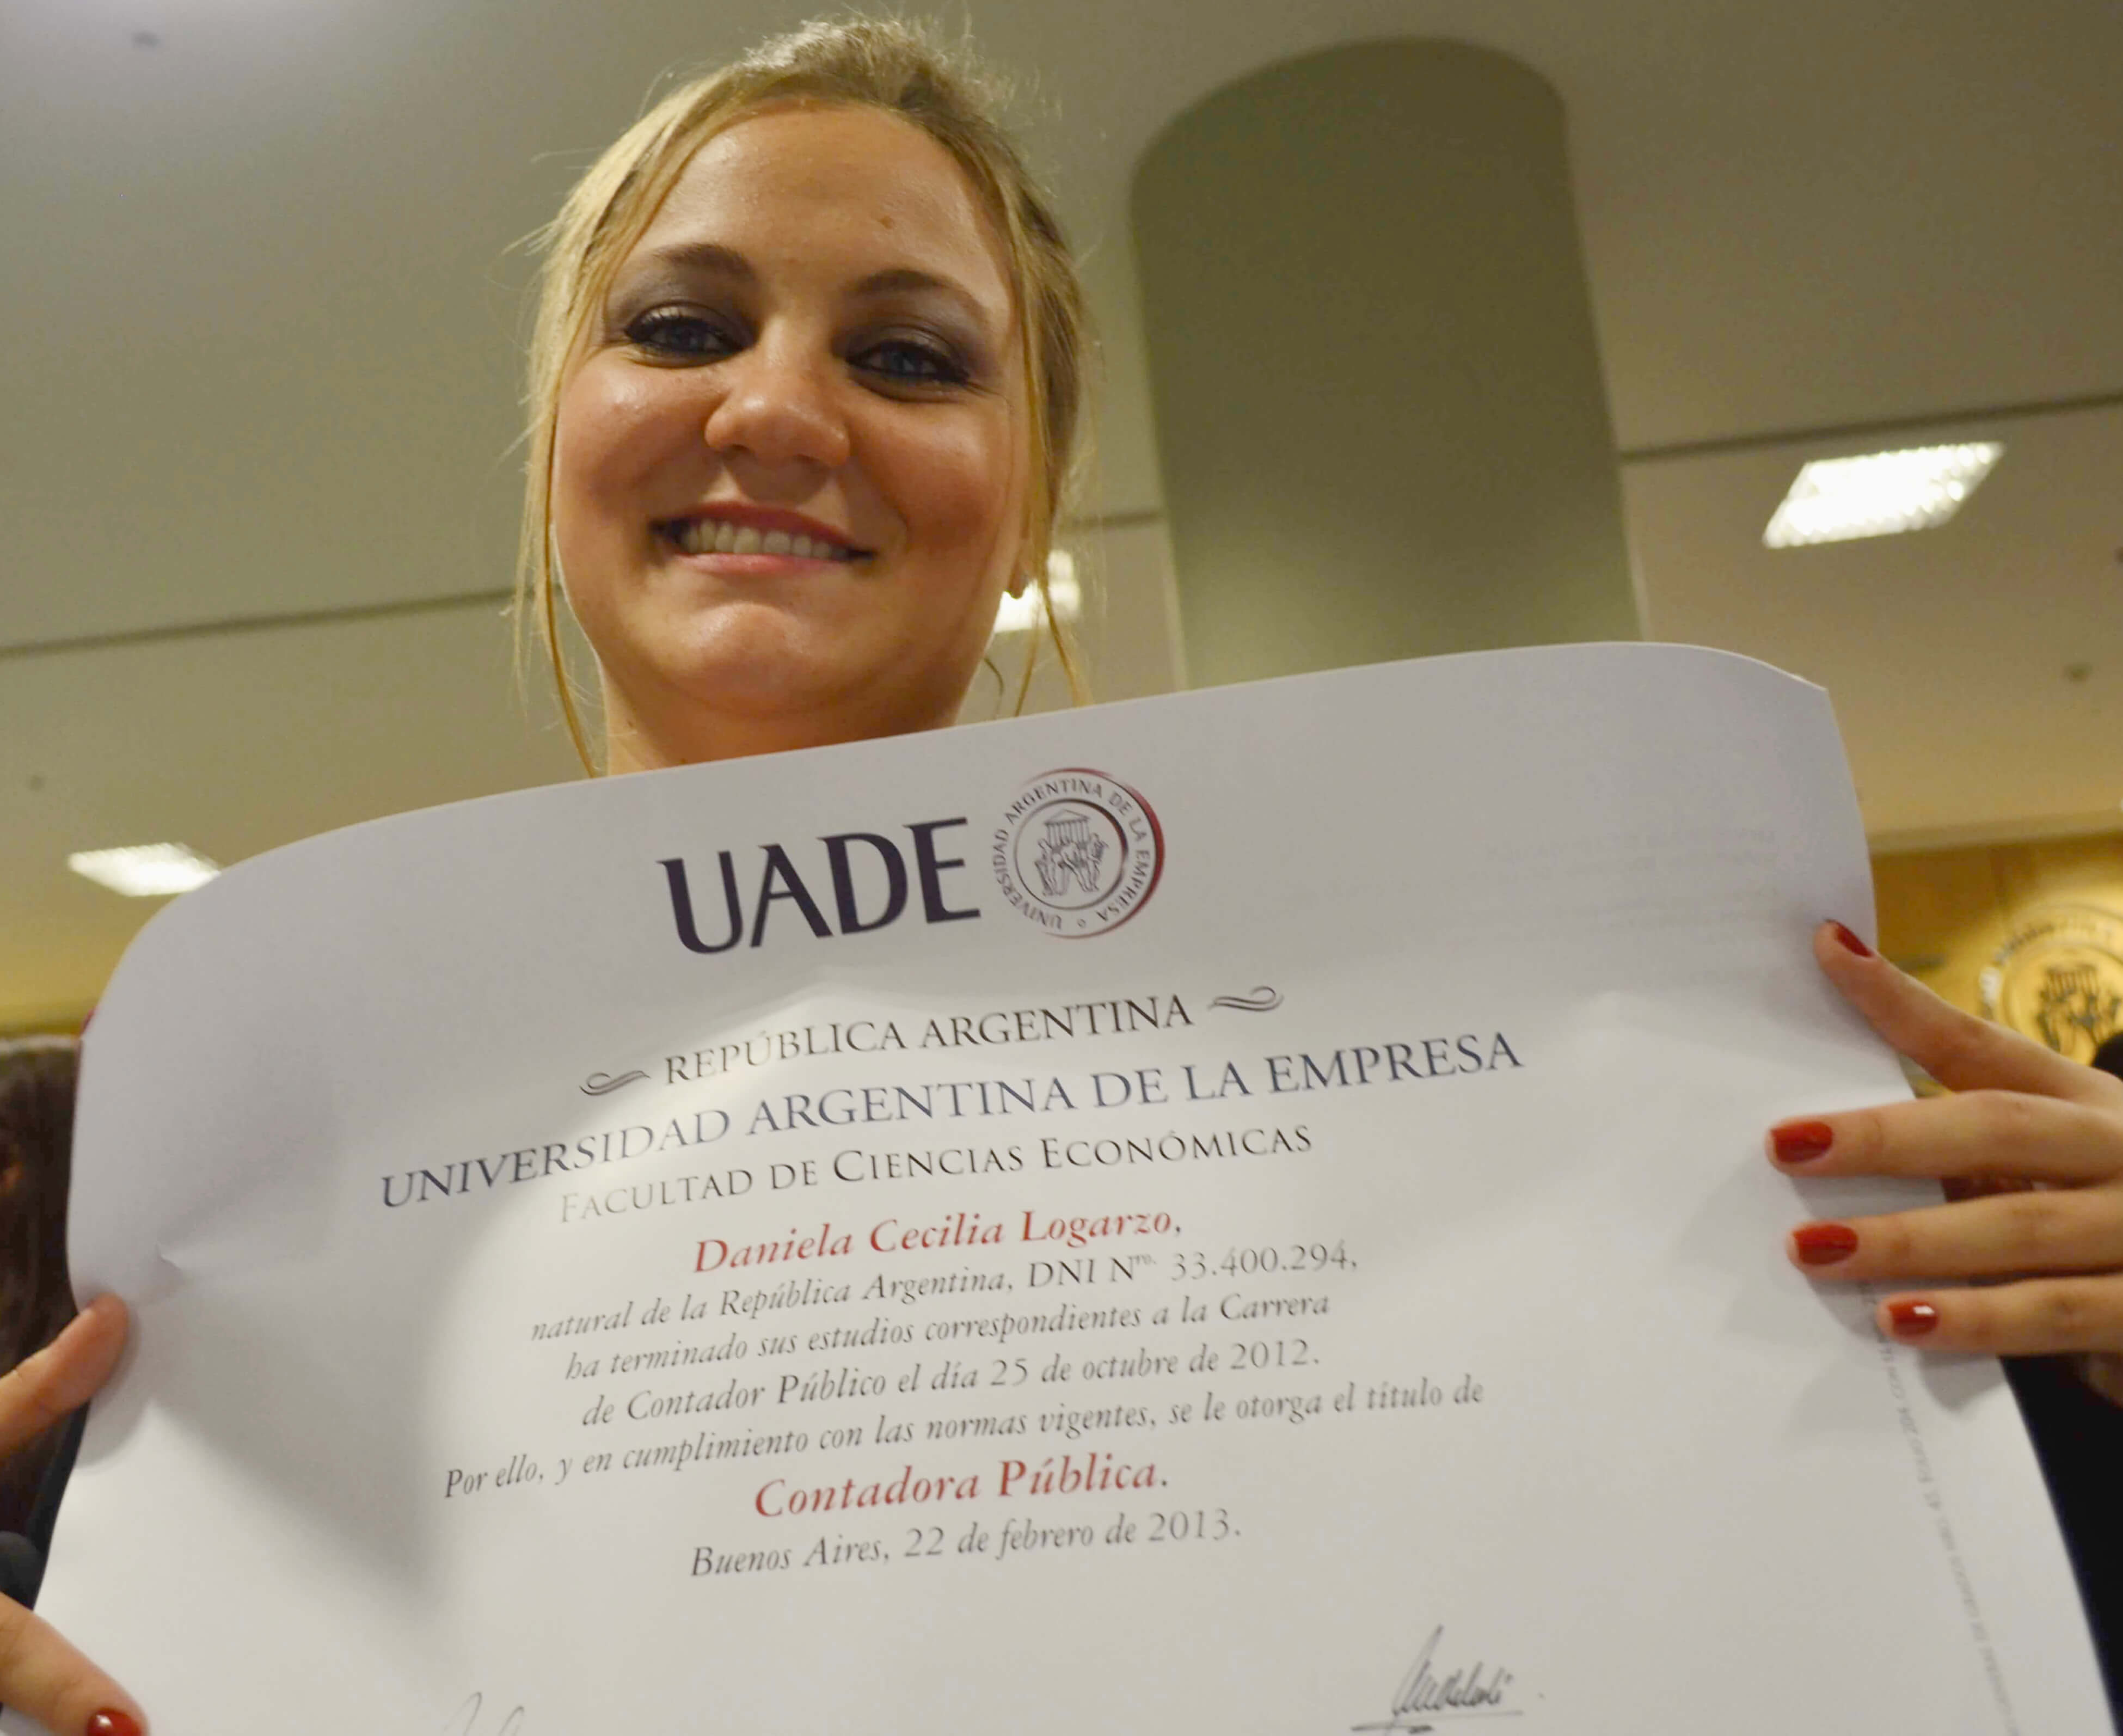 UADE
UNIVERSIDAD ARGENTINA DE LA EMPRESA
REPÚBLICA ARGENTINA
UNIVERSIDAD ARGENTINA DE LA EMPRESA
FACULTAD DE CIENCIAS ECONÓMICAS
Daniela Cecilia Logarzo,
natural de la República Argentina, DNI Nro. 33.400.294,
ha terminado sus estudios correspondientes a la Carrera
de Contador Público el día 25 de octubre de 2012.
Por ello, y en cumplimiento con las normas vigentes, se le otorga el título de
Contadora Pública.
Buenos Aires, 22 de febrero de 2013.